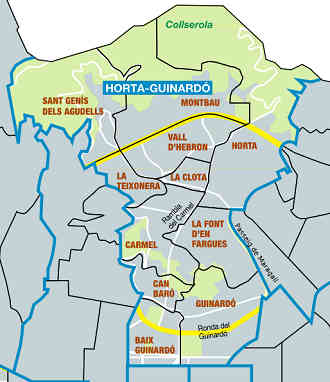 Collserola
HORTA-GUINARDÓ
SANT GENÍS
DELS AGUDELLS
MONTBAU
VALL
D'HEBRON
HORTA
LA
TEIXONERA
LA CLOTA
Rambla
del Carmel
LA FONT
D'EN
FARGUES
Passeig de Maragall
CARMEL
CAN
BARÓ
GUINARDÓ
Ronda del
Guinardó
BAIX
GUINARDÓ